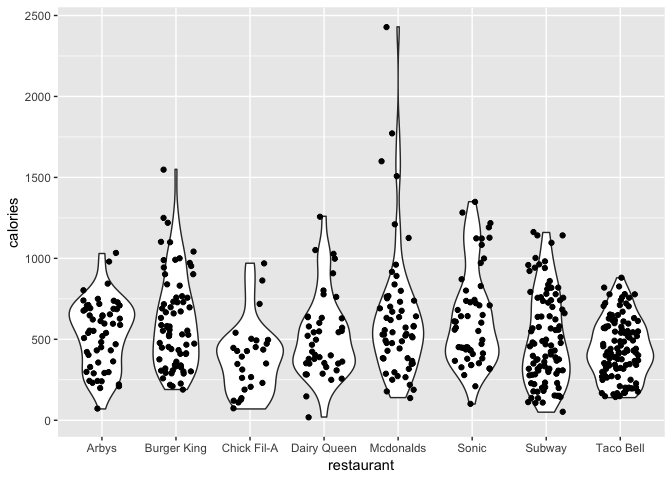 2500
2000
1500
1000
500
0
calories
Arbys Burger King Chick Fil-A Dairy Queen Mcdonalds Sonic Subway Taco Bell
restaurant